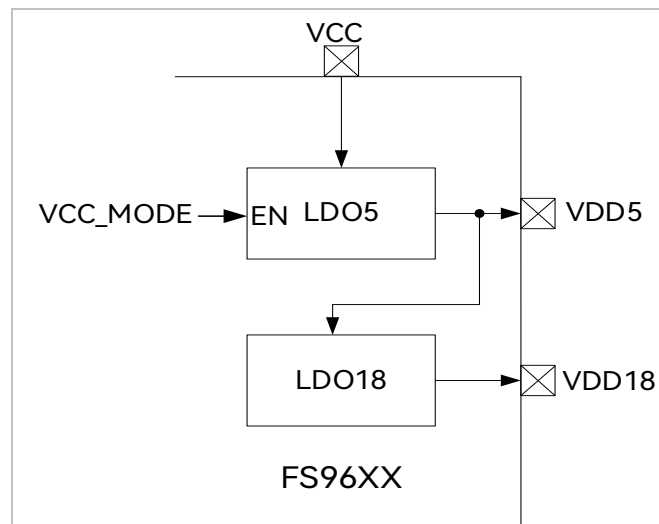 VCC
VCC_MODE
EN
LDO5
VDD5
LDO18
VDD18
FS96XX